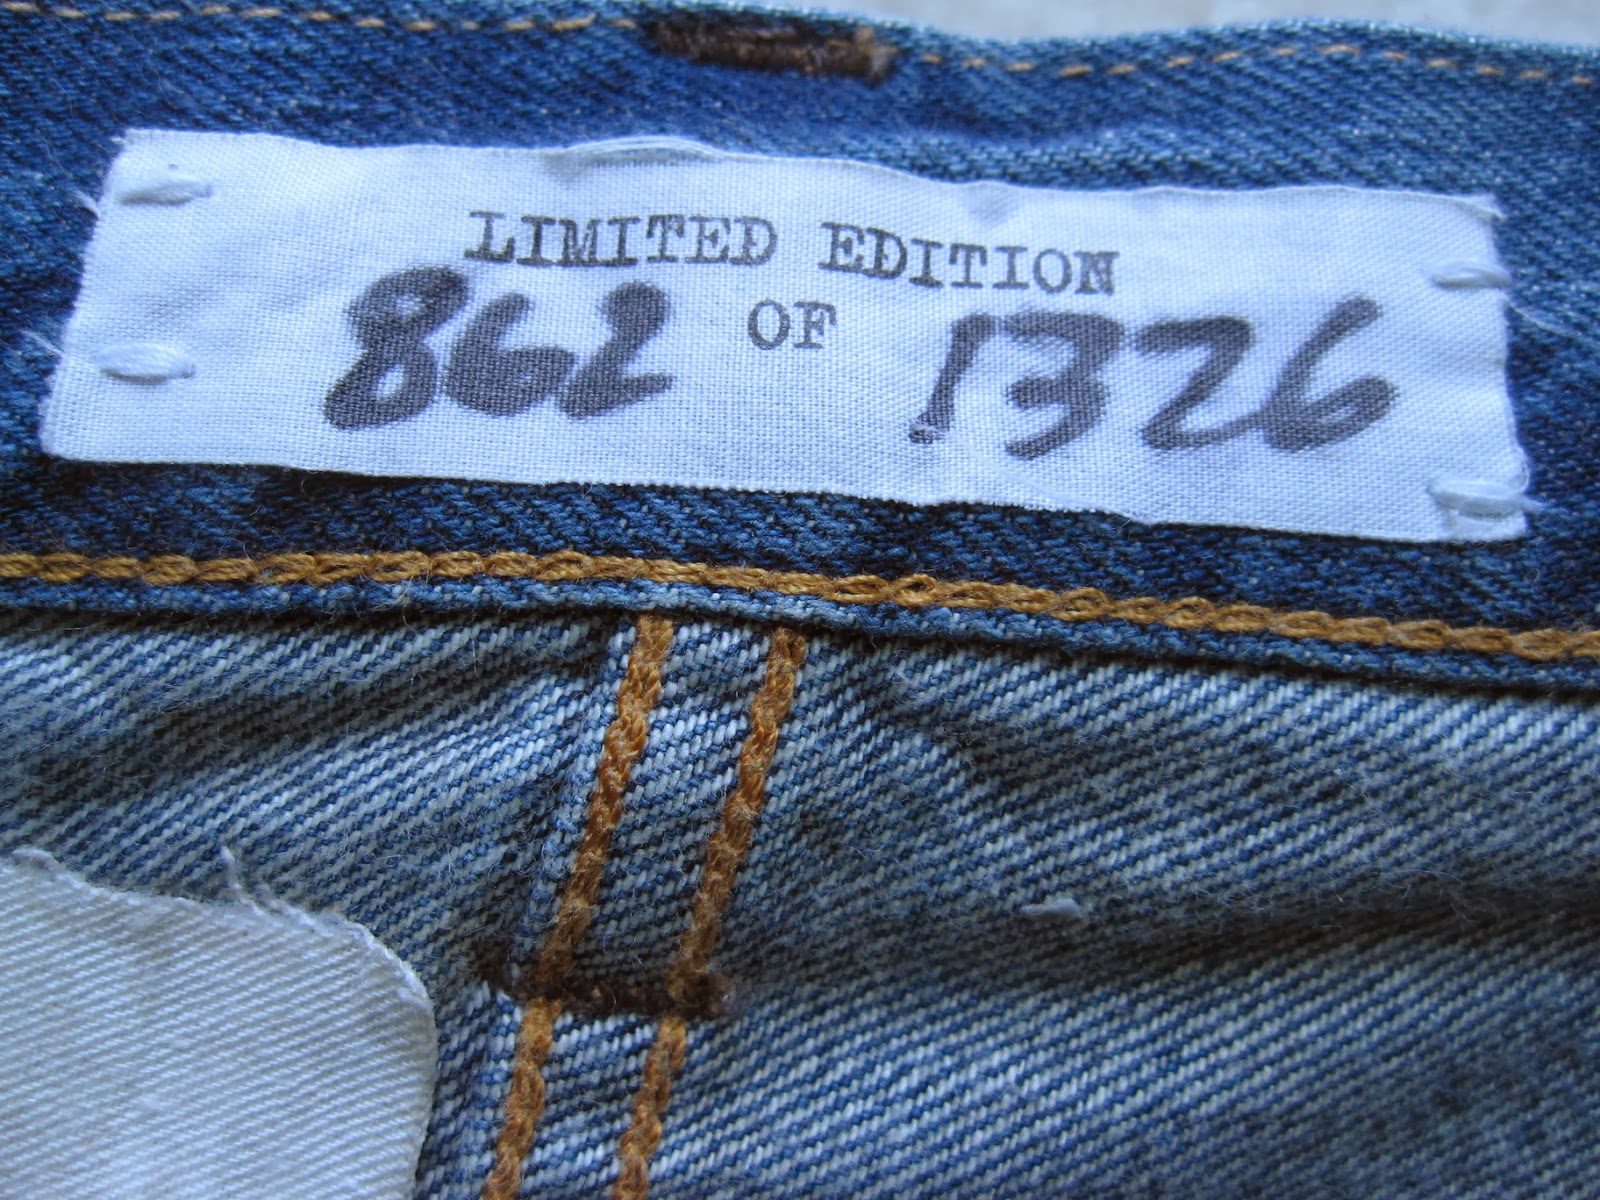 LIMITED EDITION
862 OF 1326